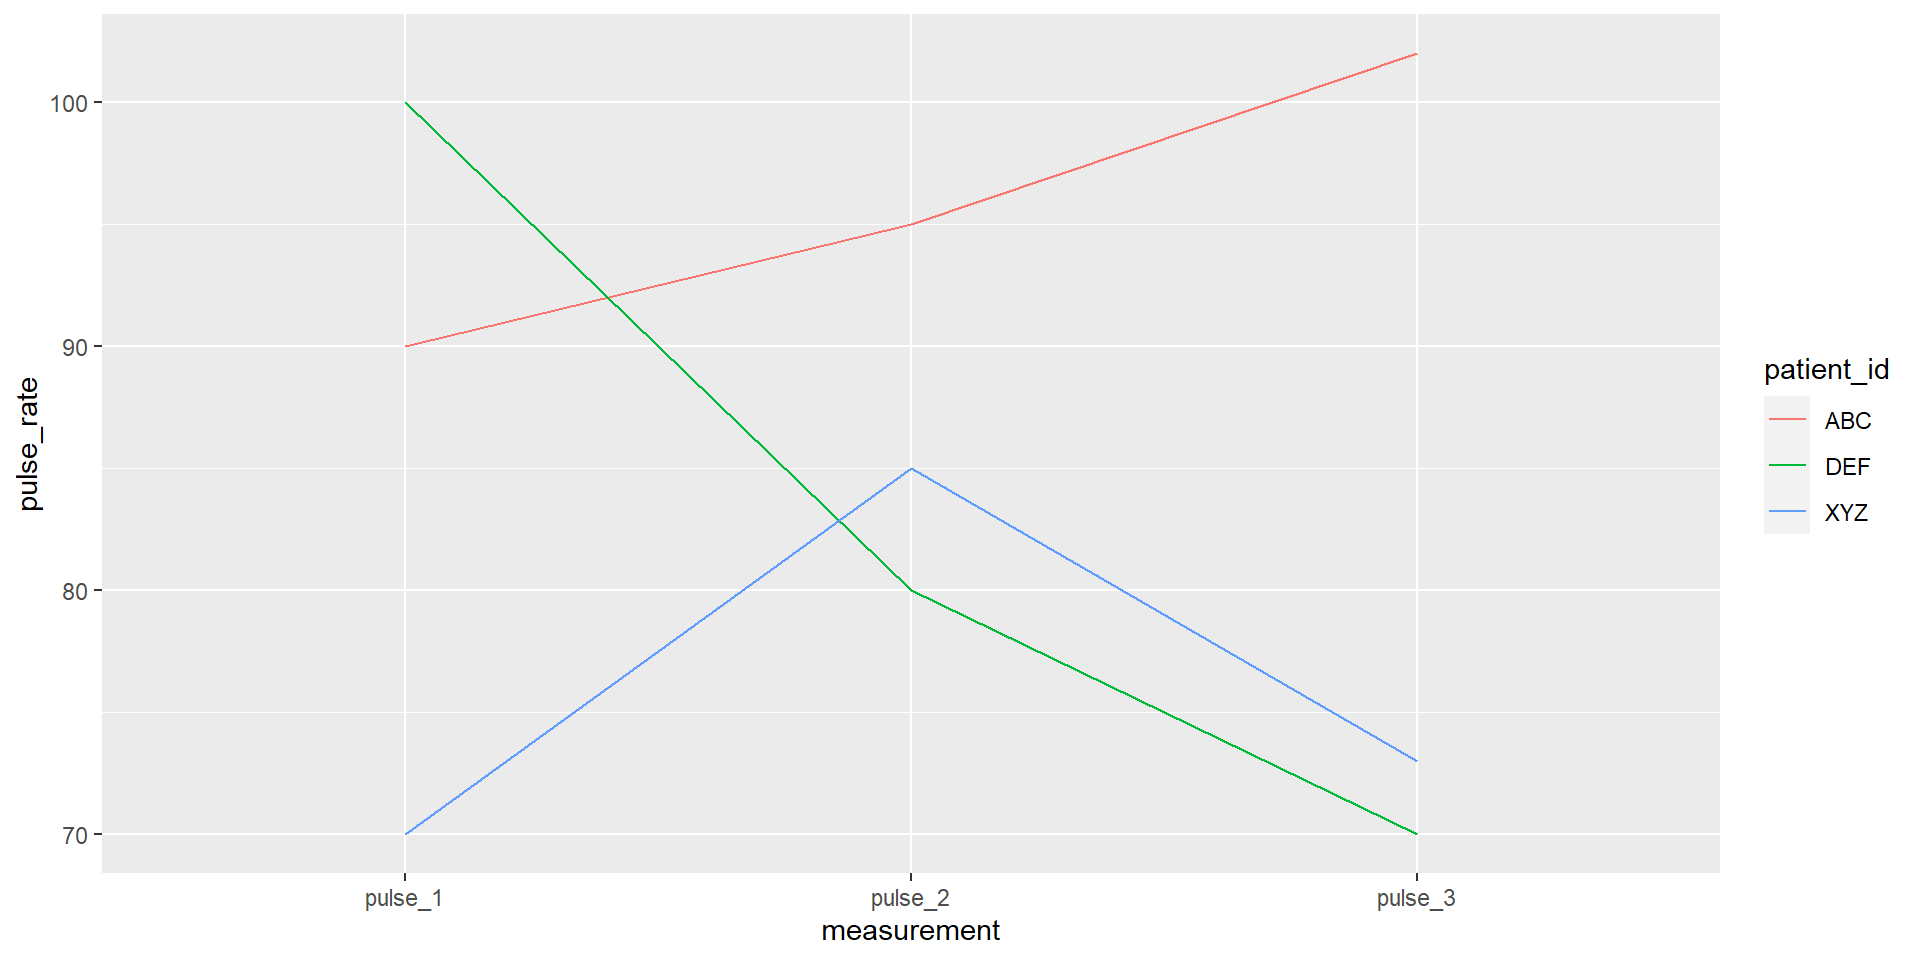 100
90
80
70
pulse_rate
pulse_1 pulse_2 pulse_3
measurement
patient_id
ABC
DEF
XYZ